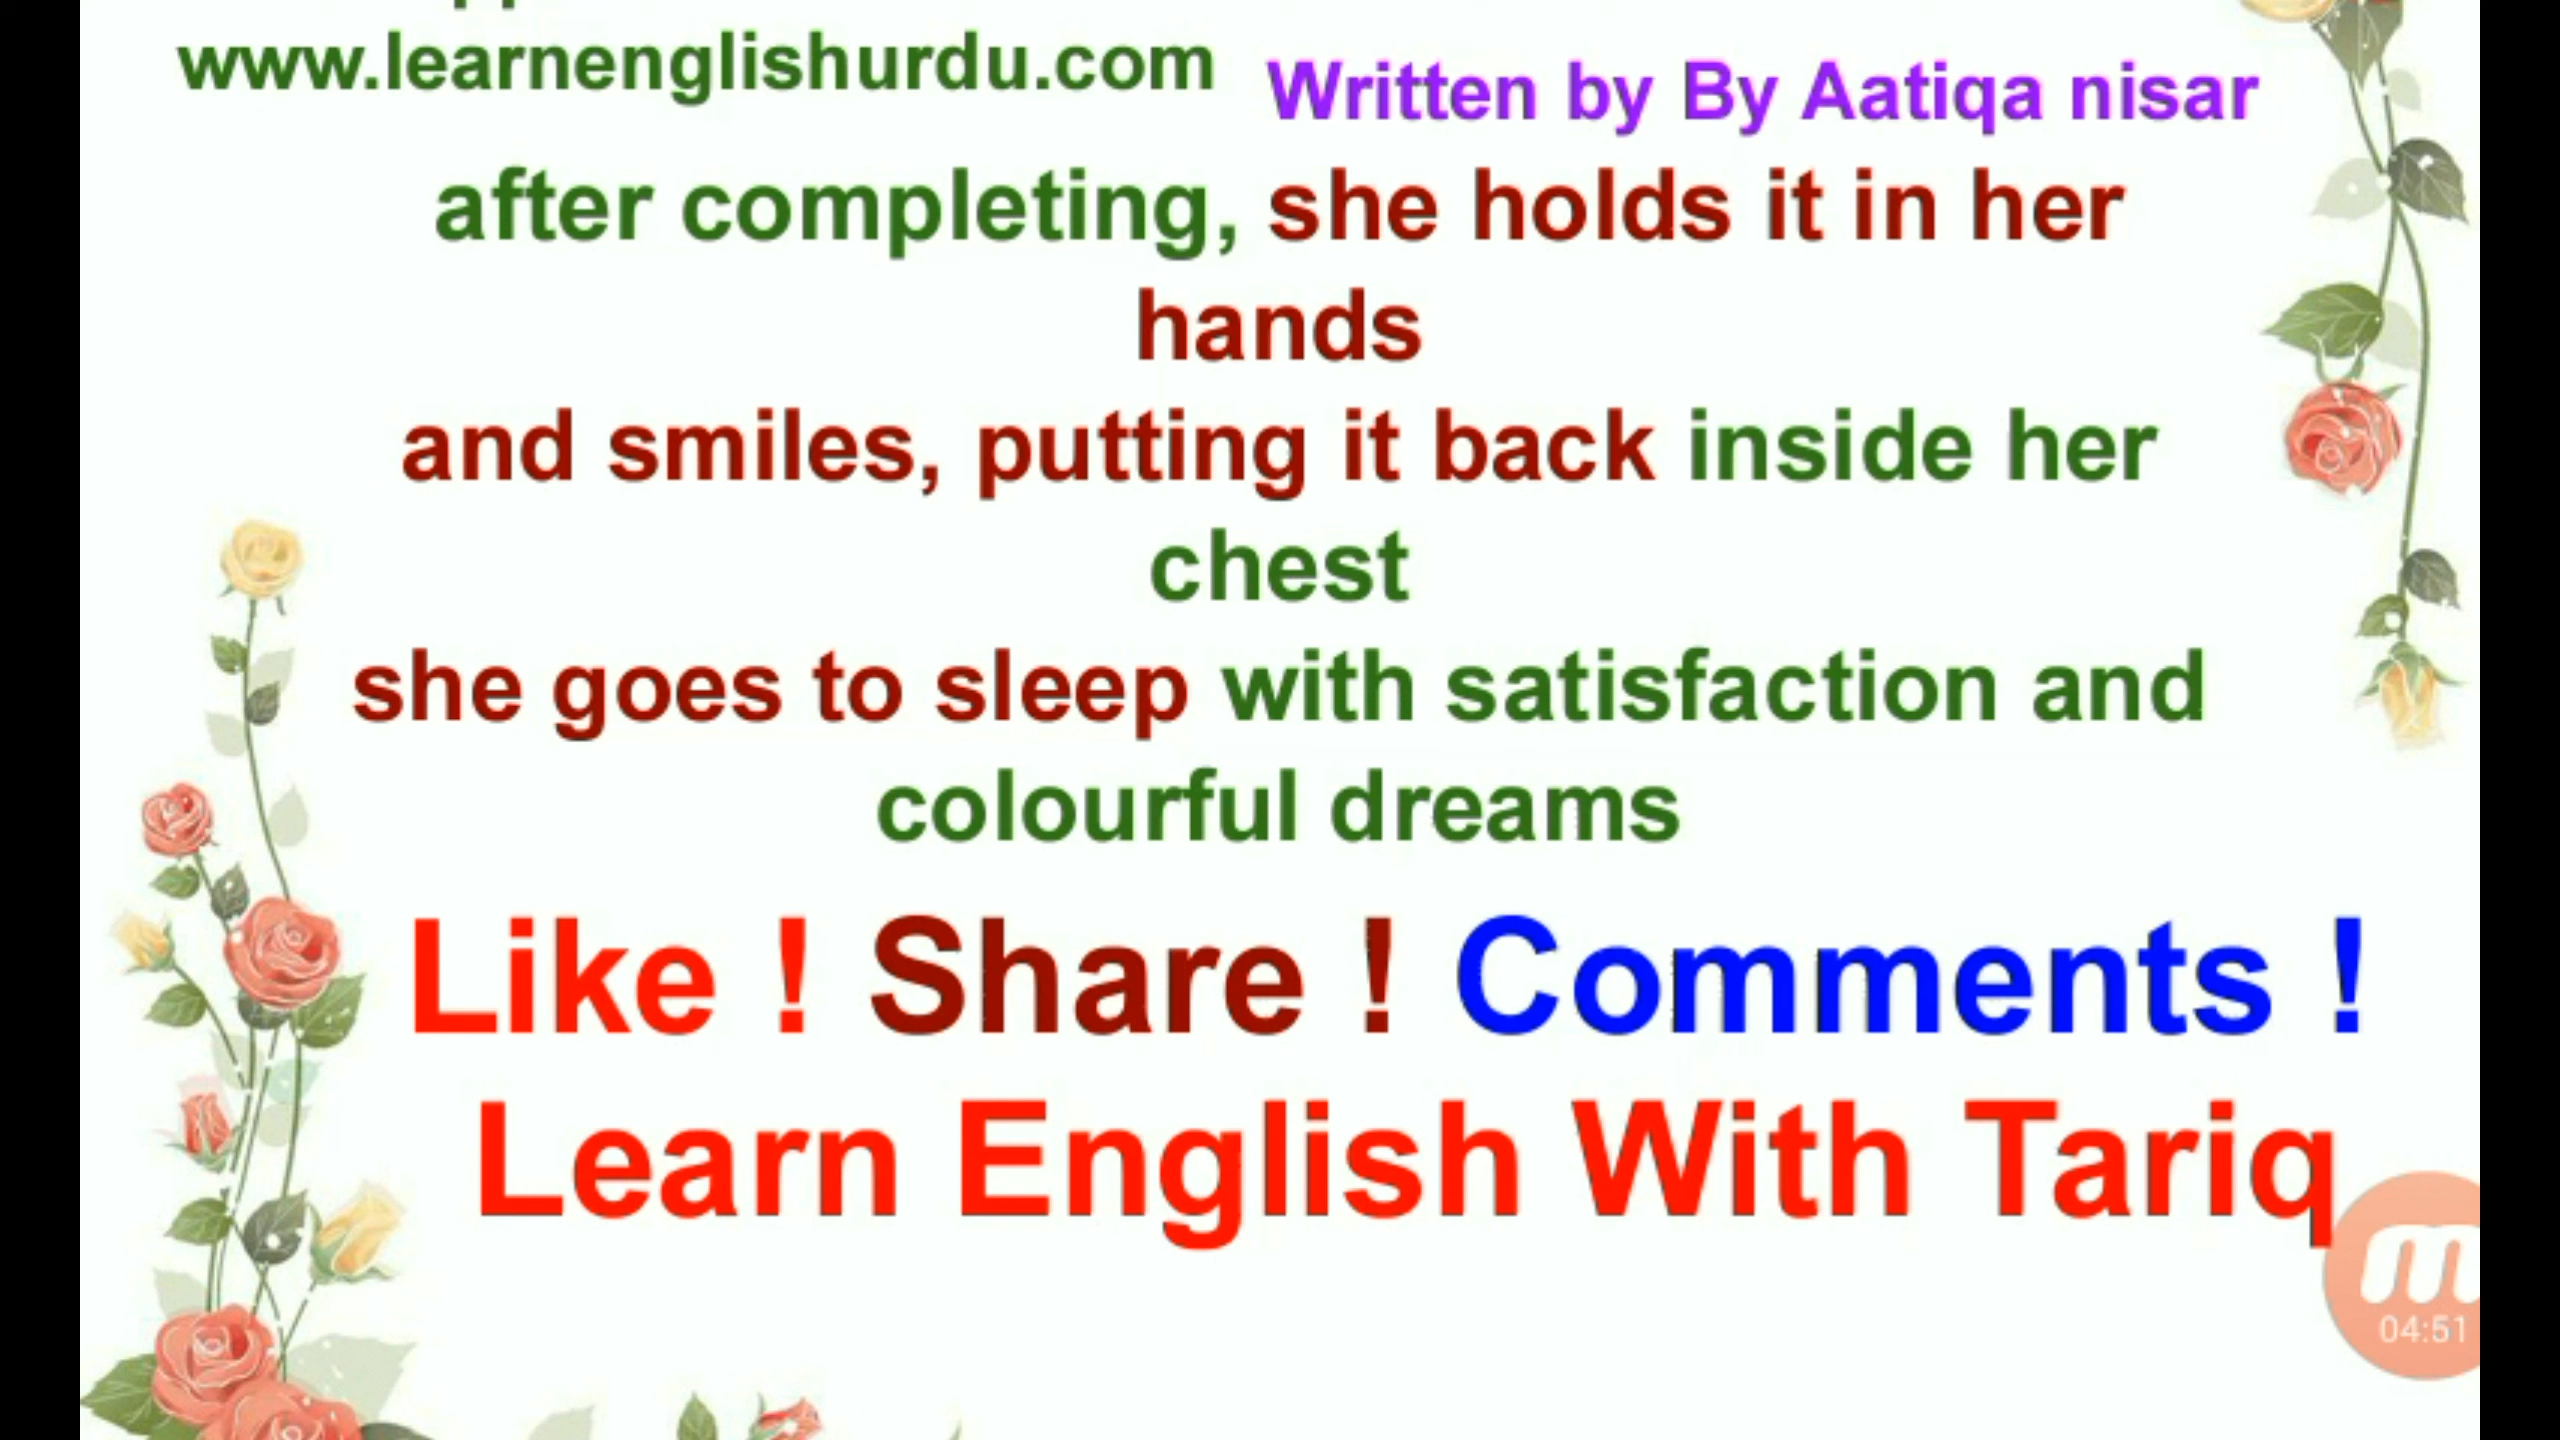 www.learnenglishurdu.com
Written by By Aatiqa nisar
after completing, she holds it in her
hands
and smiles, putting it back inside her
chest
she goes to sleep with satisfaction and
colourful dreams
Like ! Share ! Comments !
Learn English With Tariq
m
04:51